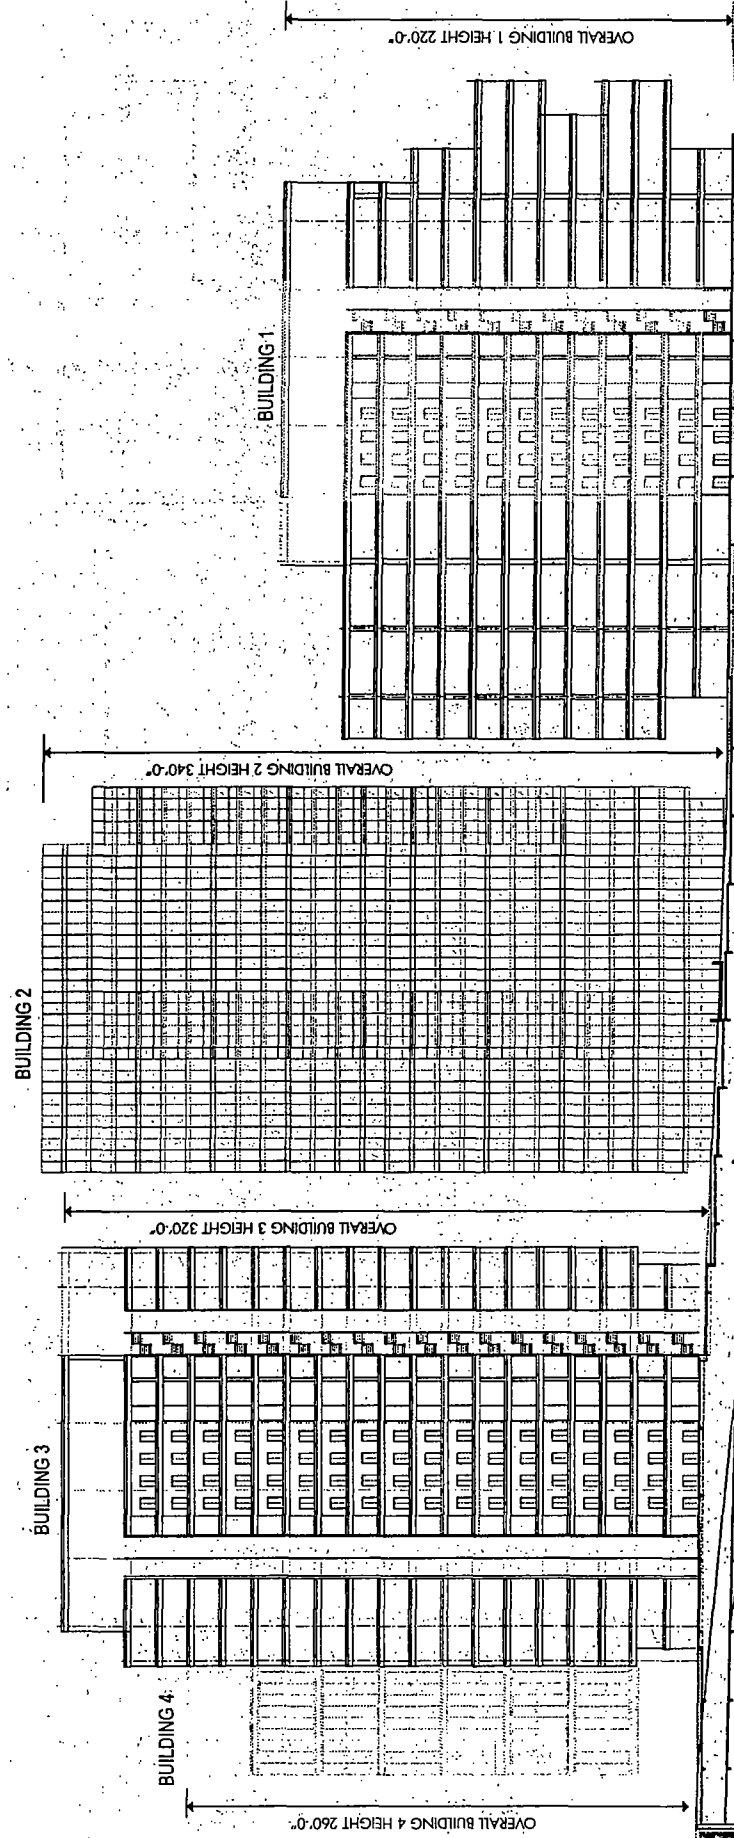 OVERALL BUILDING 1 HEIGHT 220'-0"
BUILDING 1
OVERALL BUILDING 2 HEIGHT 340'-0"
BUILDING 2
OVERALL BUILDING 3 HEIGHT 320'-0"
BUILDING 3
BUILDING 4
OVERALL BUILDING 4 HEIGHT 260'-0"